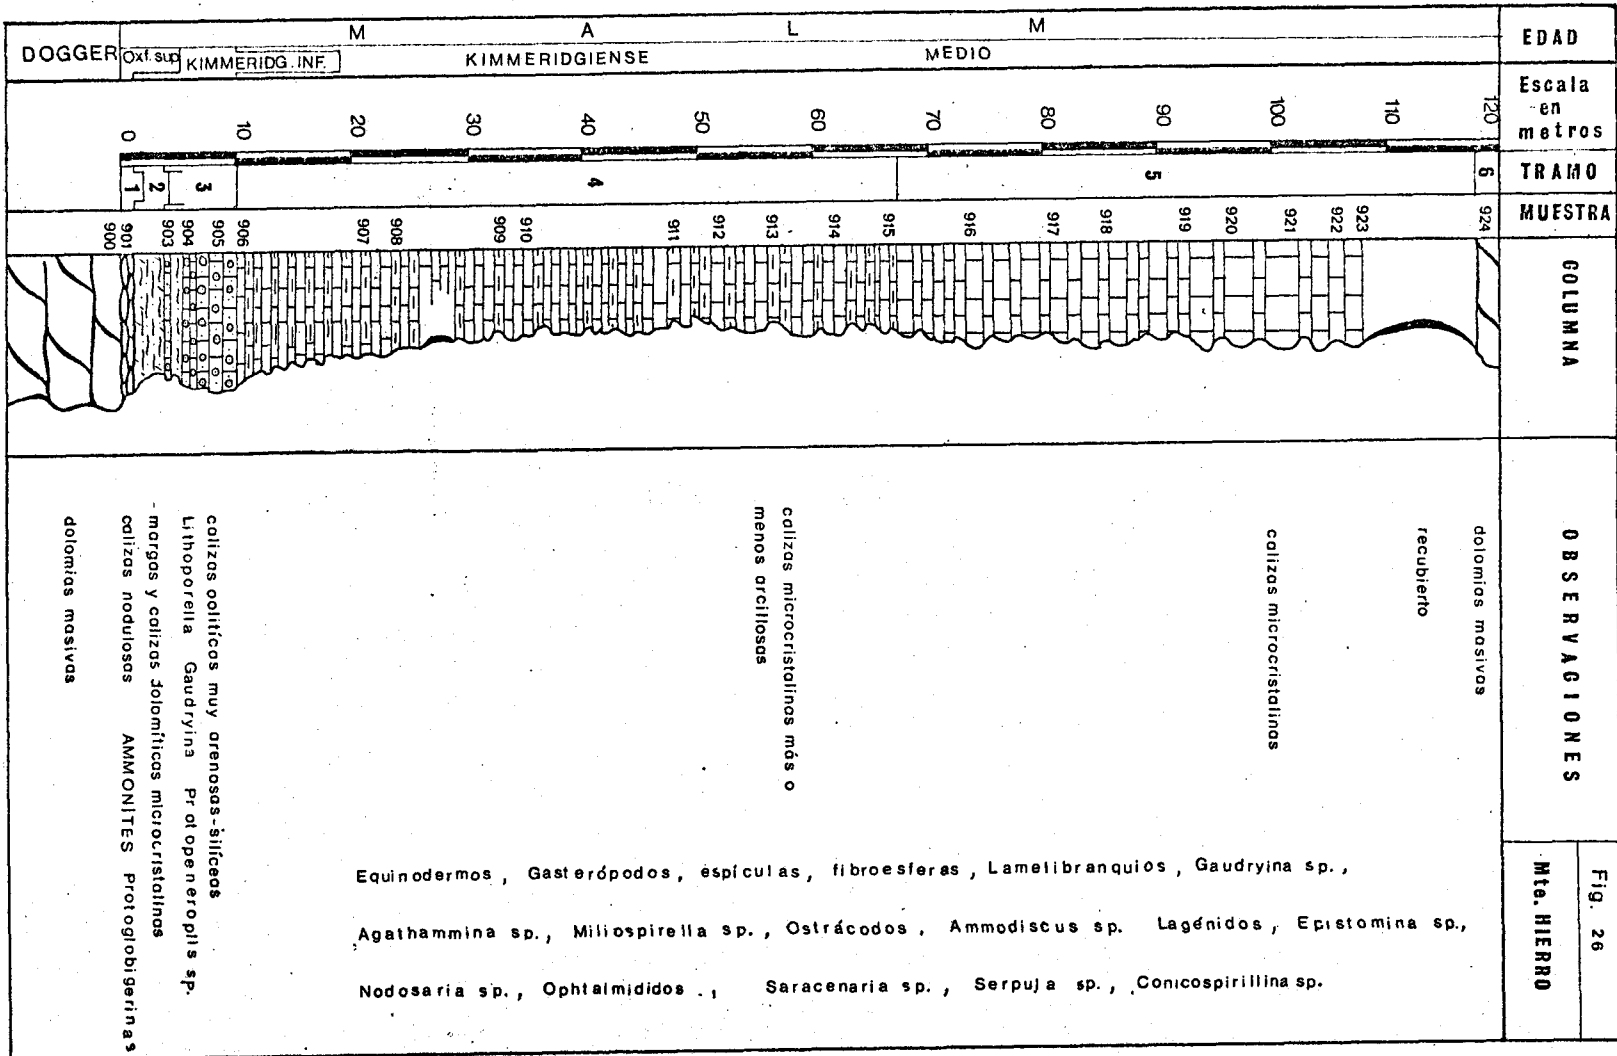 Fig. 26
Mte. HIERRO
EDAD
Escala
en
metros
TRAMO
MUESTRA
COLUMNA
OBSERVACIONES
M A L M
DOGGER
Oxf. sup
KIMMERIDG. INF.
KIMMERIDGIENSE MEDIO
0 10 20 30 40 50 60 70 80 90 100 110 120
1 2 3 4 5 6
900 901 903 904 905 906 907 908 909 910 911 912 913 914 915 916 917 918 919 920 921 922 923 924
dolomias masivas
recubierto
calizas microcristalinas
calizas microcristalinas más o
menos arcillosas
calizas oolíticas muy arenosas-silíceas
Lithoporella Gaudryina Protopeneroplis sp.
- margas y calizas dolomíticas microcristalinas
calizas nodulosas AMMONITES Protoglobigerinas
dolomias masivas
Equinodermos, Gasterópodos, espículas, fibroesferas, Lamelibranquios, Gaudryina sp.,
Agathammina sp., Miliospirella sp., Ostrácodos, Ammodiscus sp. Lagénidos, Epistomina sp.,
Nodosaria sp., Ophtalmididos ., Saracenaria sp., Serpula sp., Conicospirillina sp.